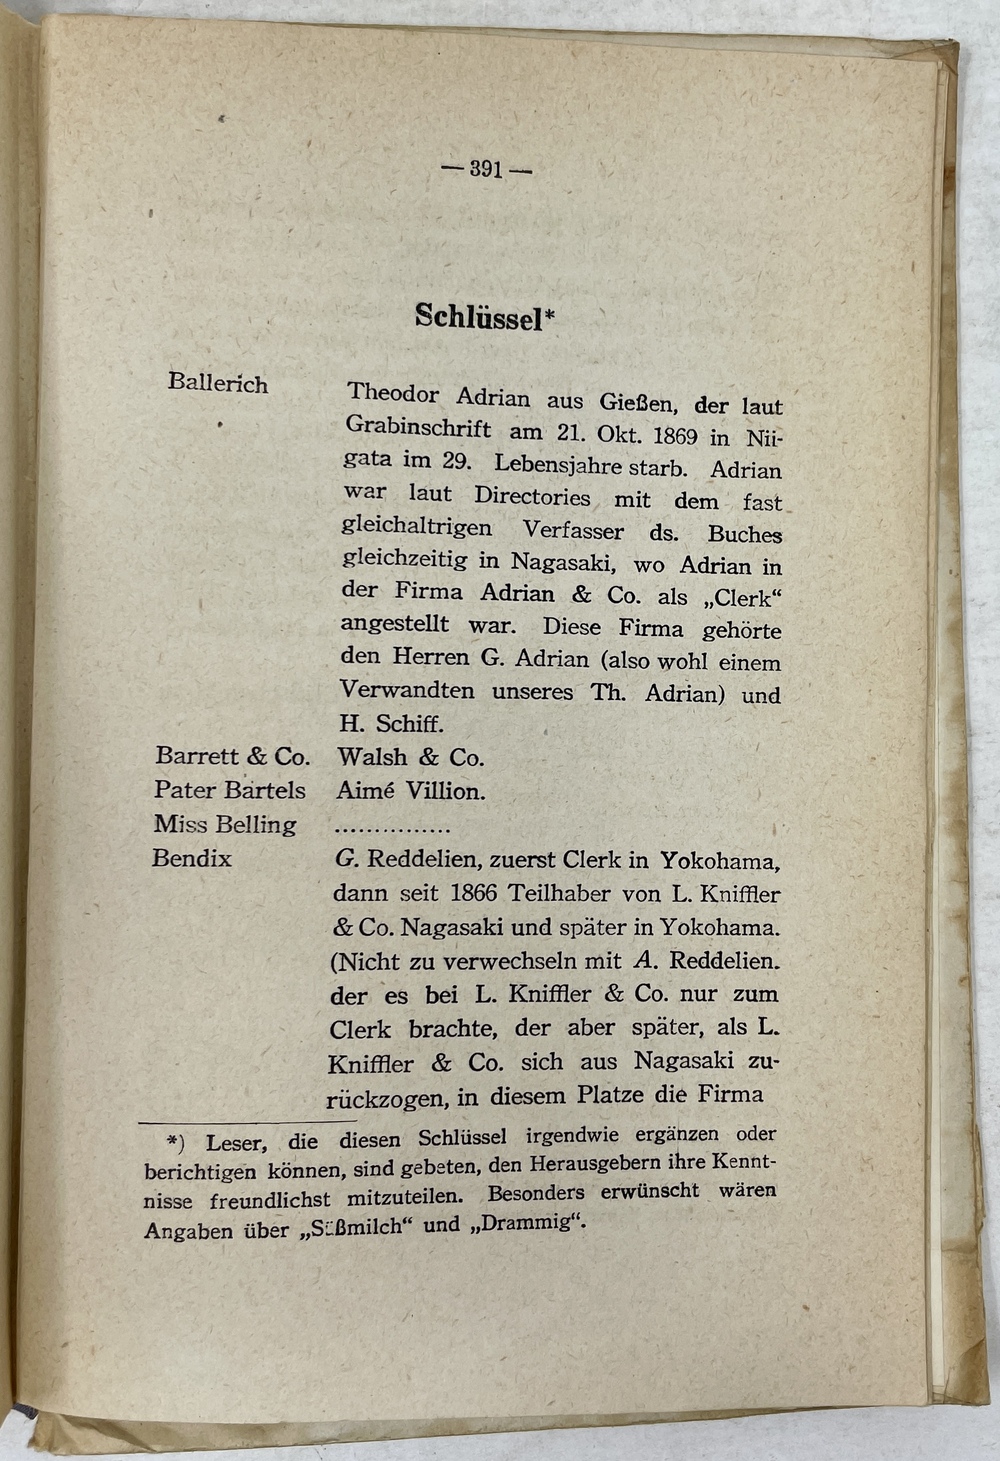 — 391 —
Schlüssel*
Ballerich Theodor Adrian aus Gießen, der laut
Grabinschrift am 21. Okt. 1869 in Nii-
gata im 29. Lebensjahre starb. Adrian
war laut Directories mit dem fast
gleichaltrigen Verfasser ds. Buches
gleichzeitig in Nagasaki, wo Adrian in
der Firma Adrian & Co. als „Clerk“
angestellt war. Diese Firma gehörte
den Herren G. Adrian (also wohl einem
Verwandten unseres Th. Adrian) und
H. Schiff.
Barrett & Co. Walsh & Co.
Pater Bartels Aimé Villion.
Miss Belling ...............
Bendix G. Reddelien, zuerst Clerk in Yokohama,
dann seit 1866 Teilhaber von L. Kniffler
& Co. Nagasaki und später in Yokohama.
(Nicht zu verwechseln mit A. Reddelien.
der es bei L. Kniffler & Co. nur zum
Clerk brachte, der aber später, als L.
Kniffler & Co. sich aus Nagasaki zu-
rückzogen, in diesem Platze die Firma
*) Leser, die diesen Schlüssel irgendwie ergänzen oder
berichtigen können, sind gebeten, den Herausgebern ihre Kennt-
nisse freundlichst mitzuteilen. Besonders erwünscht wären
Angaben über „Süßmilch“ und „Drammig“.